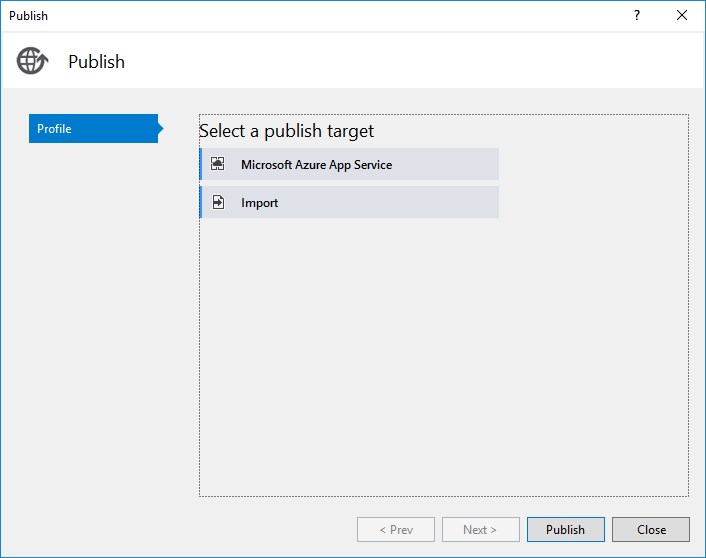 Publish
?
Publish
Profile
Select a publish target
Microsoft Azure App Service
Import
< Prev
Next >
Publish
Close